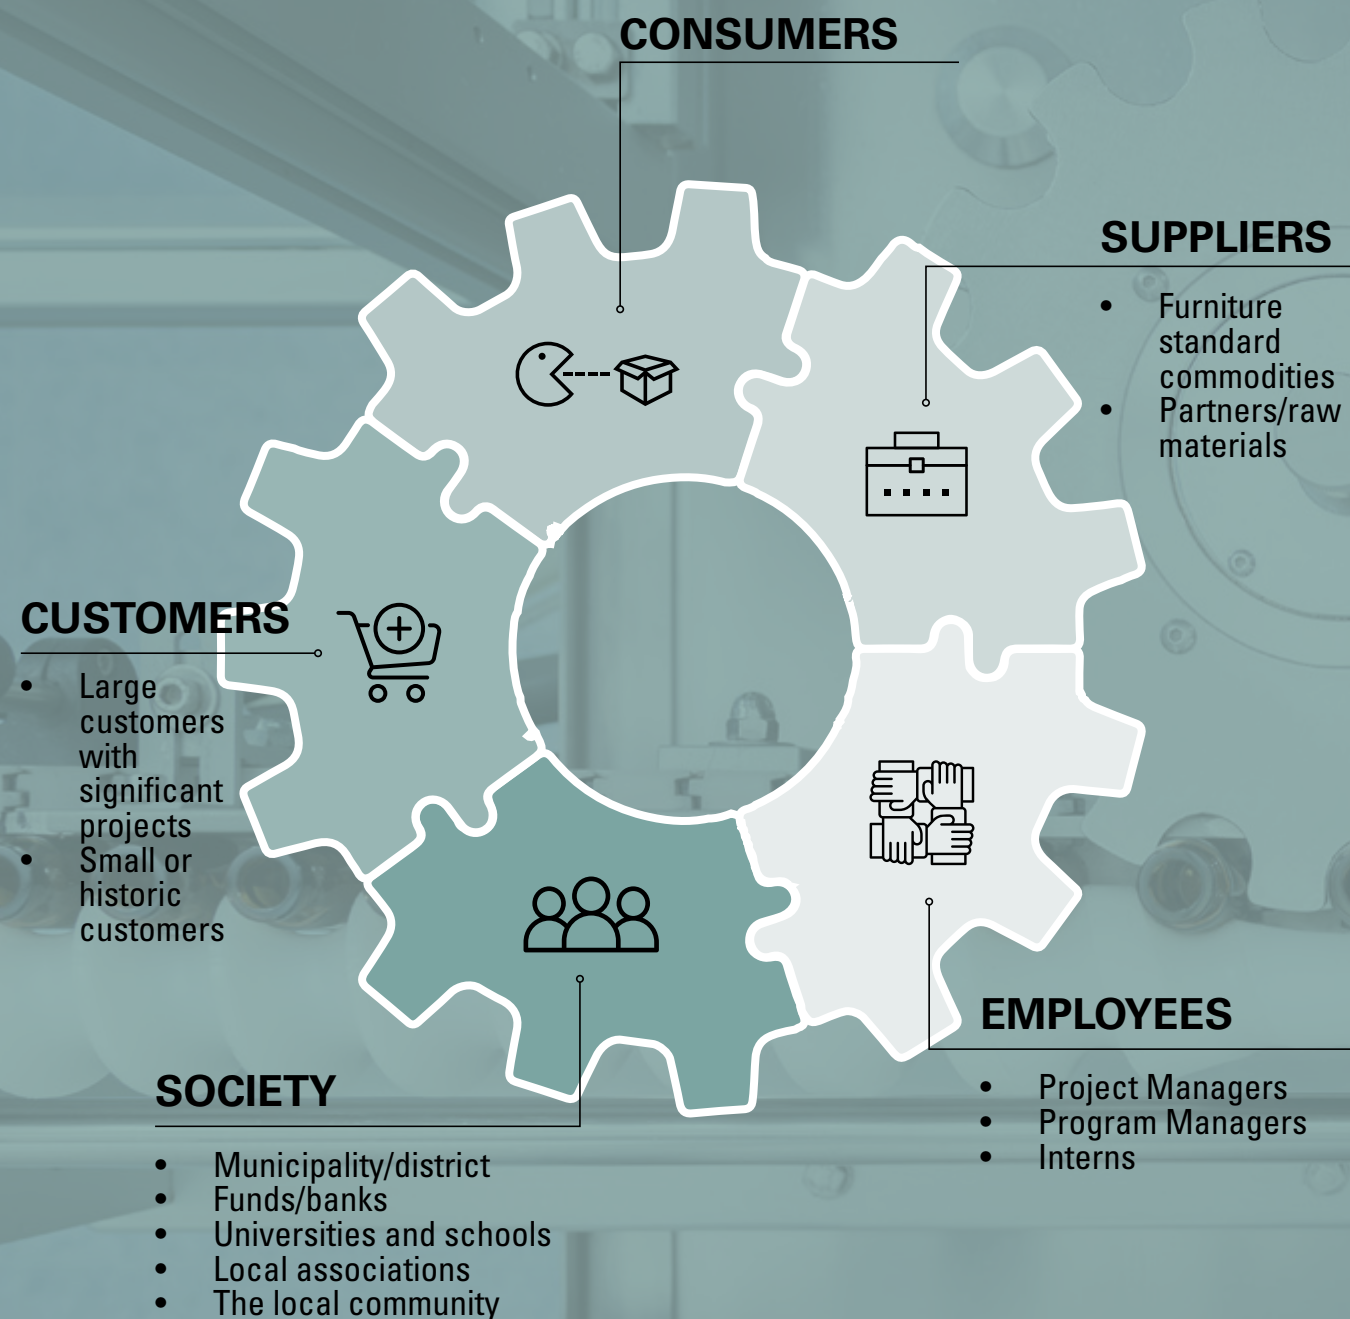 CONSUMERS
SUPPLIERS
• Furniture
standard
commodities
• Partners/raw
materials
CUSTOMERS
• Large
customers
with
significant
projects
• Small or
historic
customers
EMPLOYEES
• Project Managers
• Program Managers
• Interns
SOCIETY
• Municipality/district
• Funds/banks
• Universities and schools
• Local associations
• The local community